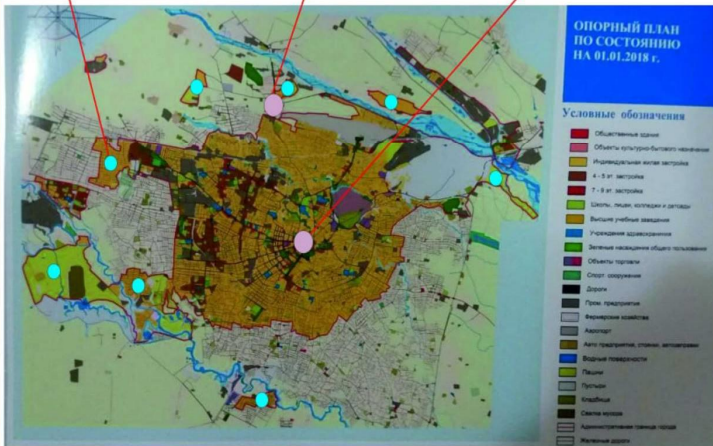 ОПОРНЫЙ ПЛАН
ПО СОСТОЯНИЮ
НА 01.01.2018 г.
Условные обозначения
Общественные здания
Объекты культурно-бытового назначения
Индивидуальная жилая застройка
4 - 5 эт. застройка
7 - 9 эт. застройка
Школы, лицеи, колледжи и детсады
Высшие учебные заведения
Учреждения здравоохранения
Зеленые насаждения общего пользования
Объекты торговли
Спорт. сооружения
Дороги
Пром. предприятия
Фермерские хозяйства
Аэропорт
Авто предприятия, стоянки, автозаправки
Водные поверхности
Пашни
Пустыри
Кладбища
Свалка мусора
Административная граница города
Железные дороги